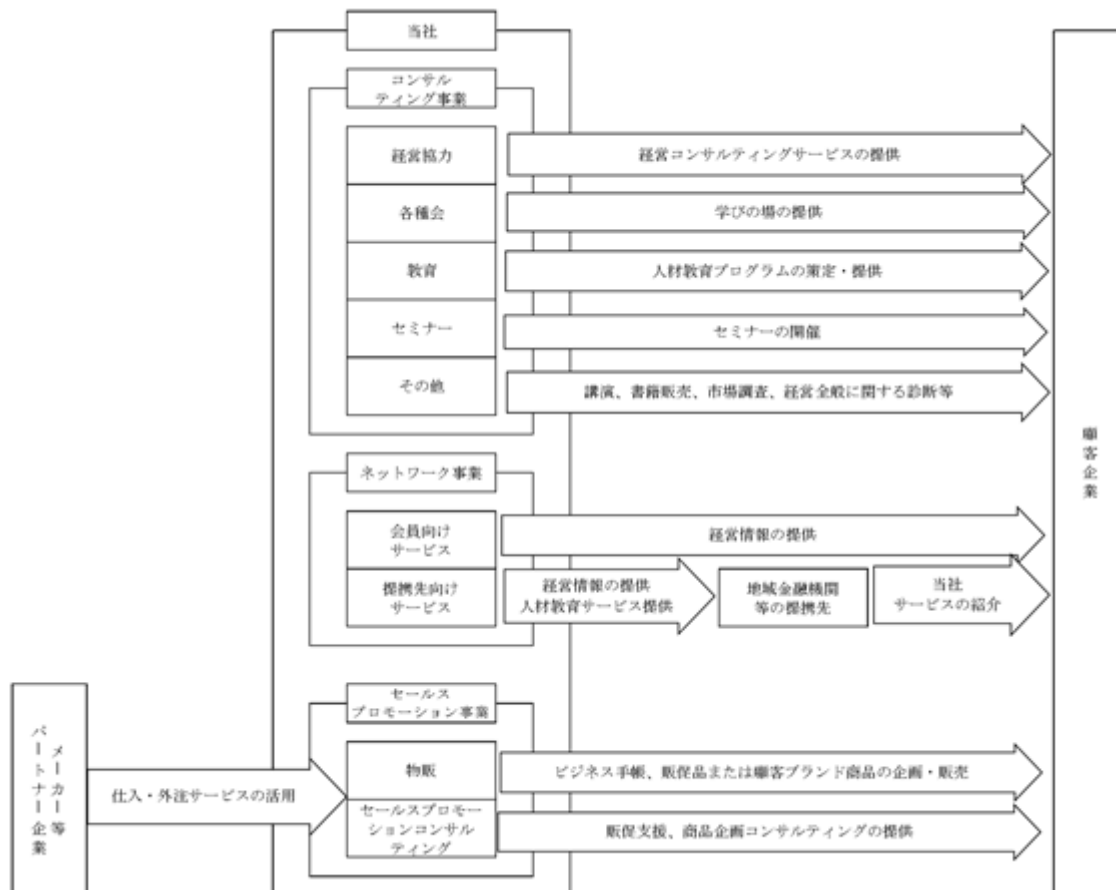 当社
コンサル
ティング事業
経営協力
経営コンサルティングサービスの提供
各種会
学びの場の提供
教育
人材教育プログラムの策定・提供
セミナー
セミナーの開催
その他
講演、書籍販売、市場調査、経営全般に関する診断等
顧客企業
ネットワーク事業
会員向け
サービス
経営情報の提供
提携先向け
サービス
経営情報の提供
人材教育サービス提供
地域金融機関
等の提携先
当社
サービスの紹介
セールス
プロモーション事業
メーカー等
パートナー企業
仕入・外注サービスの活用
物販
ビジネス手帳、販促品または顧客ブランド商品の企画・販売
セールスプロモー
ションコンサル
ティング
販促支援、商品企画コンサルティングの提供